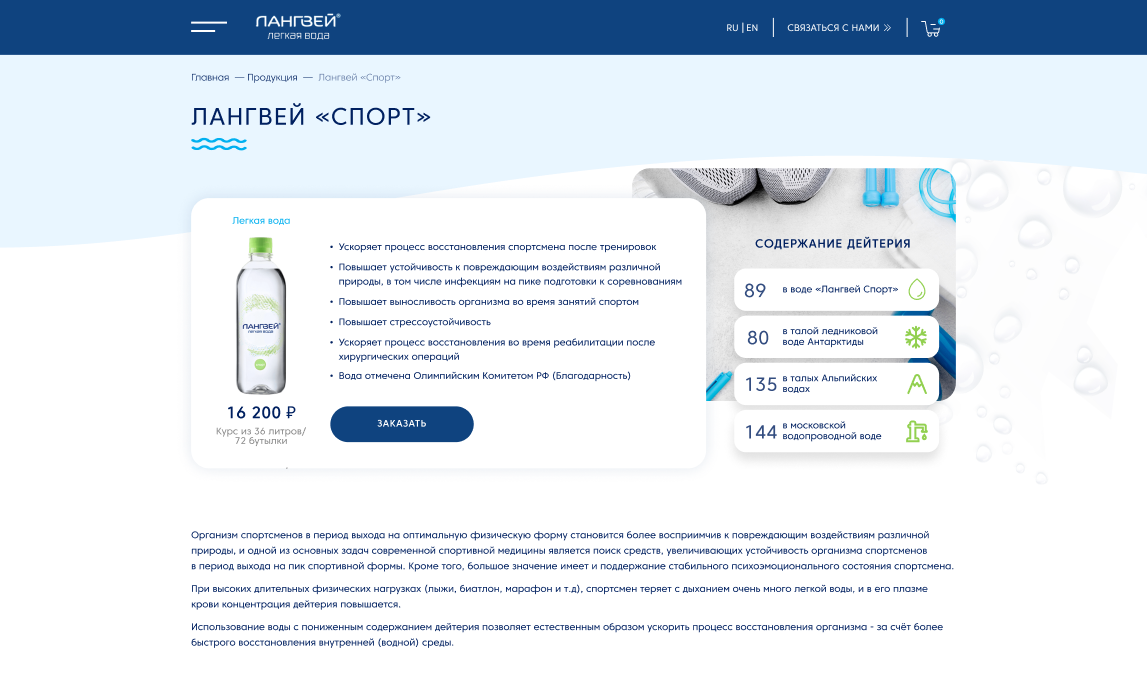 ЛАНГВЕЙ®
ЛЕГКАЯ ВОДА
RU | EN
СВЯЗАТЬСЯ С НАМИ
0
Главная — Продукция — Лангвей «Спорт»
ЛАНГВЕЙ «СПОРТ»
Легкая вода
ЛАНГВЕЙ®
ЛЕГКАЯ ВОДА
16 200 ₽
Курс из 36 литров/
72 бутылки
• Ускоряет процесс восстановления спортсмена после тренировок
• Повышает устойчивость к повреждающим воздействиям различной
природы, в том числе инфекциям на пике подготовки к соревнованиям
• Повышает выносливость организма во время занятий спортом
• Повышает стрессоустойчивость
• Ускоряет процесс восстановления во время реабилитации после
хирургических операций
• Вода отмечена Олимпийским Комитетом РФ (Благодарность)
ЗАКАЗАТЬ
СОДЕРЖАНИЕ ДЕЙТЕРИЯ
89 в воде «Лангвей Спорт»
80 в талой ледниковой
воде Антарктиды
135 в талых Альпийских
водах
144 в московской
водопроводной воде
Организм спортсменов в период выхода на оптимальную физическую форму становится более восприимчив к повреждающим воздействиям различной
природы, и одной из основных задач современной спортивной медицины является поиск средств, увеличивающих устойчивость организма спортсменов
в период выхода на пик спортивной формы. Кроме того, большое значение имеет и поддержание стабильного психоэмоционального состояния спортсмена.
При высоких длительных физических нагрузках (лыжи, биатлон, марафон и т.д), спортсмен теряет с дыханием очень много легкой воды, и в его плазме
крови концентрация дейтерия повышается.
Использование воды с пониженным содержанием дейтерия позволяет естественным образом ускорить процесс восстановления организма - за счёт более
быстрого восстановления внутренней (водной) среды.